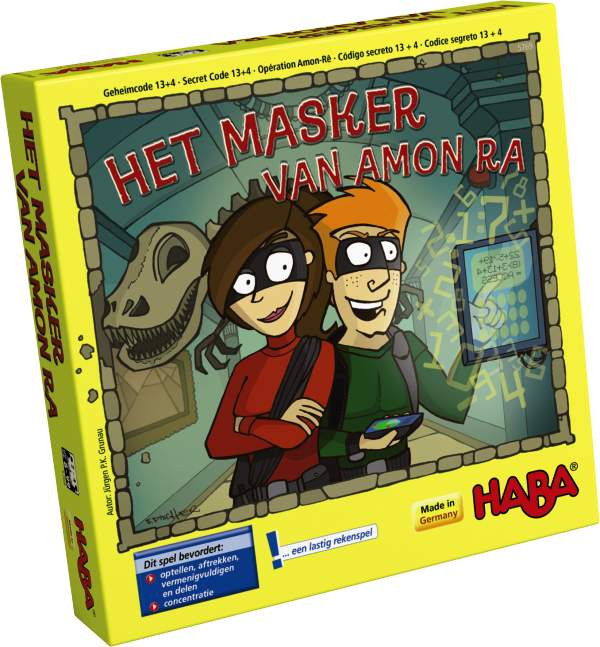 Geheimcode 13+4 · Secret Code 13+4 · Opération Amon-Rê · Código secreto 13 + 4 · Codice segreto 13 + 4
HET MASKER
VAN AMON RA
Made in
Germany
HABA®
Dit spel bevordert:
optellen, aftrekken,
vermenigvuldigen
en delen
concentratie
! ... een lastig rekenspel
HET MASKER
VAN AMON RA
Autor: Jürgen P.K. Grunau
HABA
HABA